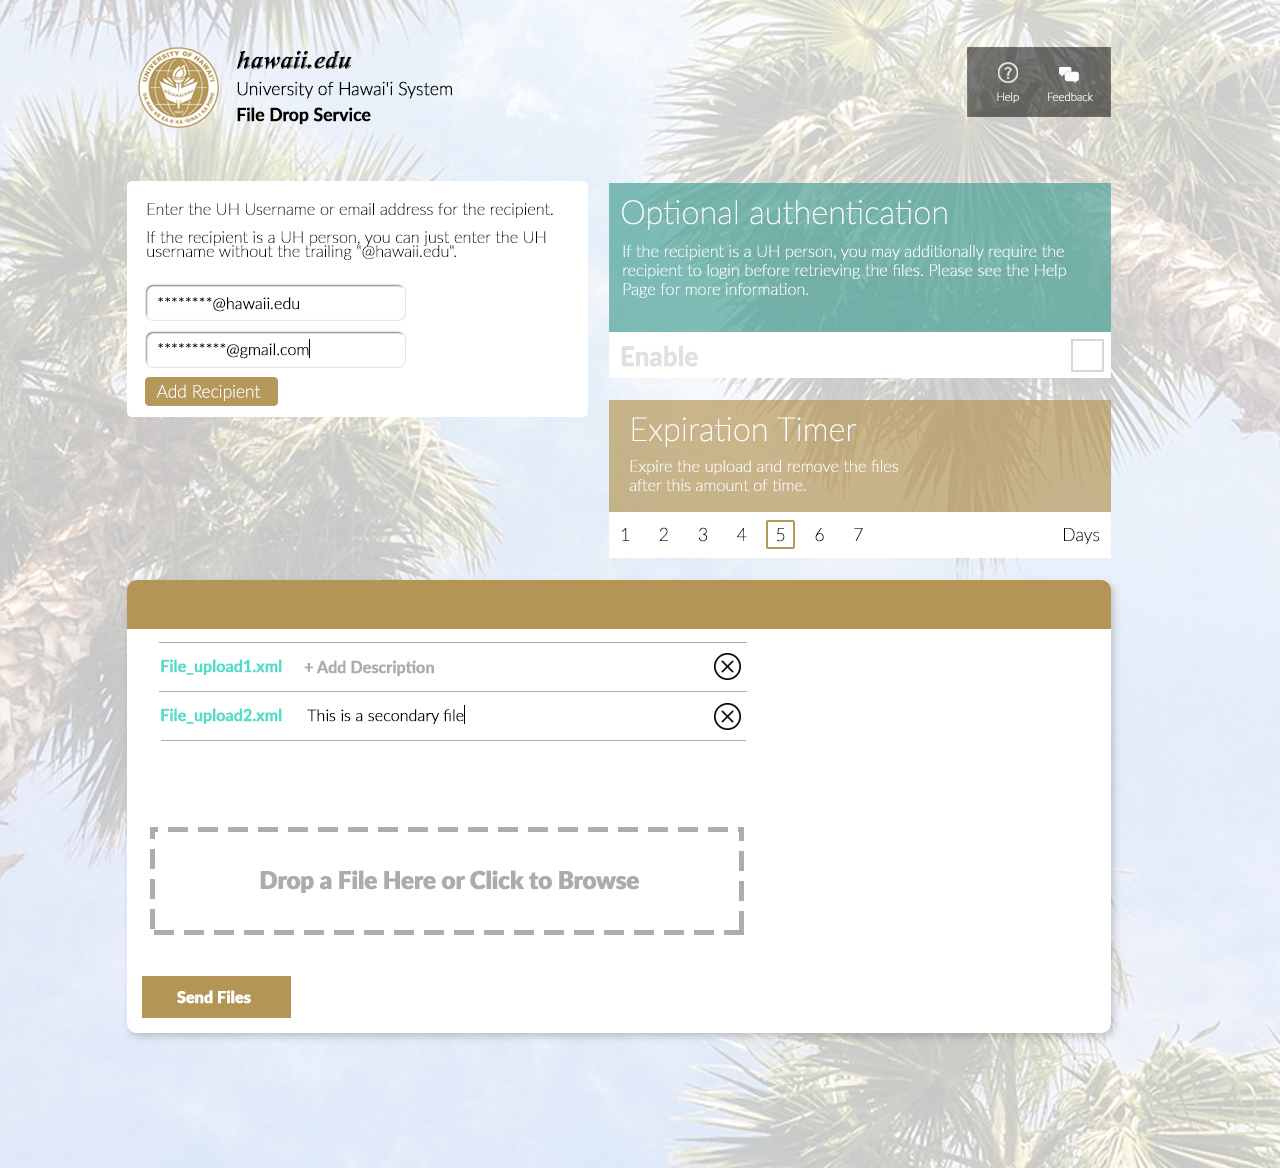 hawaii.edu
University of Hawai'i System
File Drop Service
Help
Feedback
UNIVERSITY OF HAWAI'I
Enter the UH Username or email address for the recipient.
If the recipient is a UH person, you can just enter the UH
username without the trailing "@hawaii.edu".
********@hawaii.edu
**********@gmail.com
Add Recipient
Optional authentication
If the recipient is a UH person, you may additionally require the
recipient to login before retrieving the files. Please see the Help
Page for more information.
Enable
Expiration Timer
Expire the upload and remove the files
after this amount of time.
1 2 3 4 5 6 7 Days
File_upload1.xml + Add Description
File_upload2.xml This is a secondary file
Drop a File Here or Click to Browse
Send Files